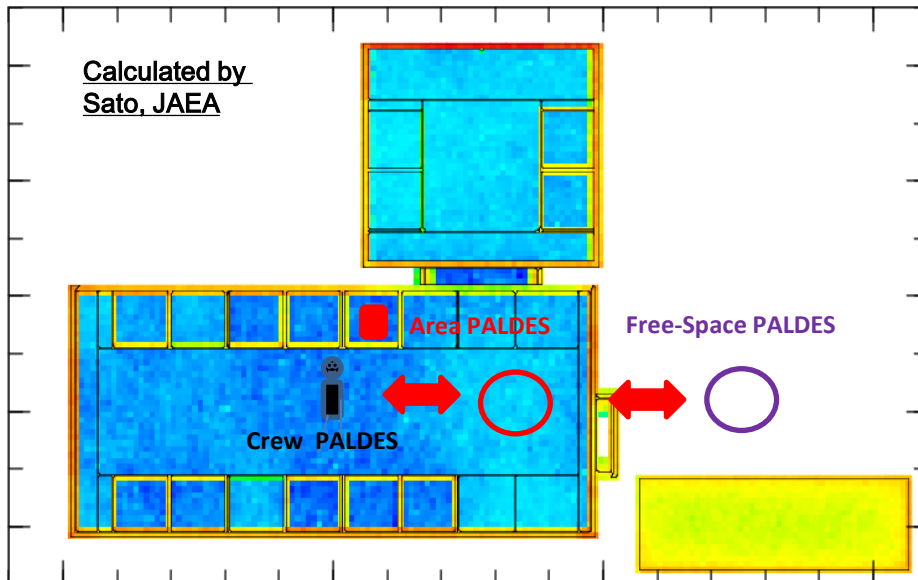 Calculated by
Sato, JAEA
Area PALDES
Free-Space PALDES
Crew PALDES